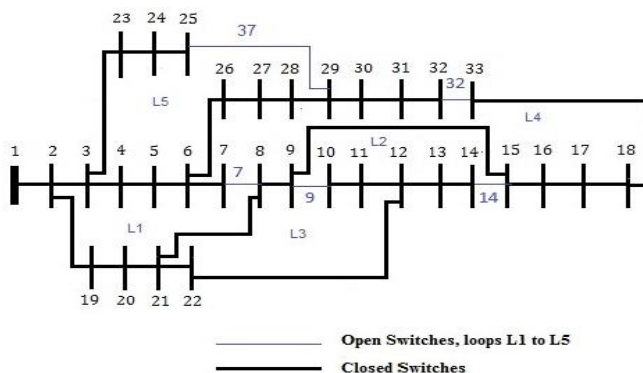 23 24 25 37
26 27 28 29 30 31 32 33
32
L5
L4
L2
1 2 3 4 5 6 7 8 9 10 11 12 13 14 15 16 17 18
7
9
14
L1
L3
19 20 21 22
Open Switches, loops L1 to L5
Closed Switches